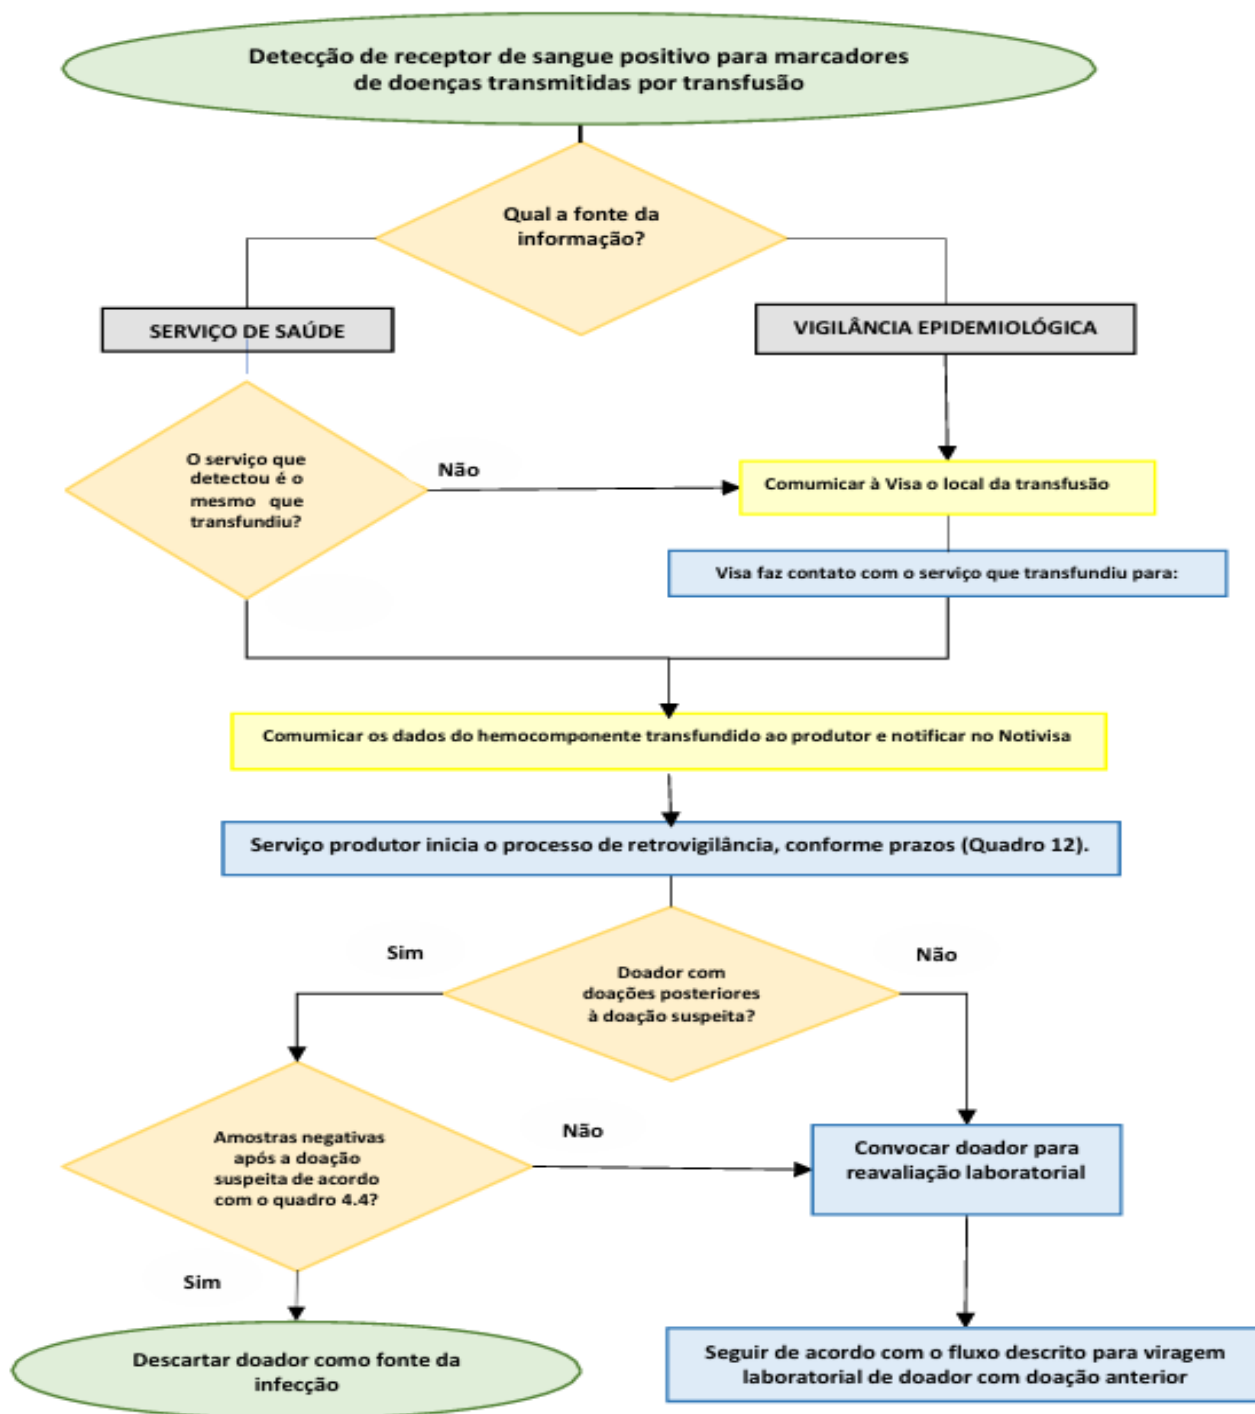 Detecção de receptor de sangue positivo para marcadores
de doenças transmitidas por transfusão
Qual a fonte da
informação?
SERVIÇO DE SAÚDE
VIGILÂNCIA EPIDEMIOLÓGICA
O serviço que
detectou é o
mesmo que
transfundiu?
Não
Comumicar à Visa o local da transfusão
Visa faz contato com o serviço que transfundiu para:
Comumicar os dados do hemocomponente transfundido ao produtor e notificar no Notivisa
Serviço produtor inicia o processo de retrovigilância, conforme prazos (Quadro 12).
Sim
Não
Doador com
doações posteriores
à doação suspeita?
Amostras negativas
após a doação
suspeita de acordo
com o quadro 4.4?
Não
Convocar doador para
reavaliação laboratorial
Sim
Descartar doador como fonte da
infecção
Seguir de acordo com o fluxo descrito para viragem
laboratorial de doador com doação anterior